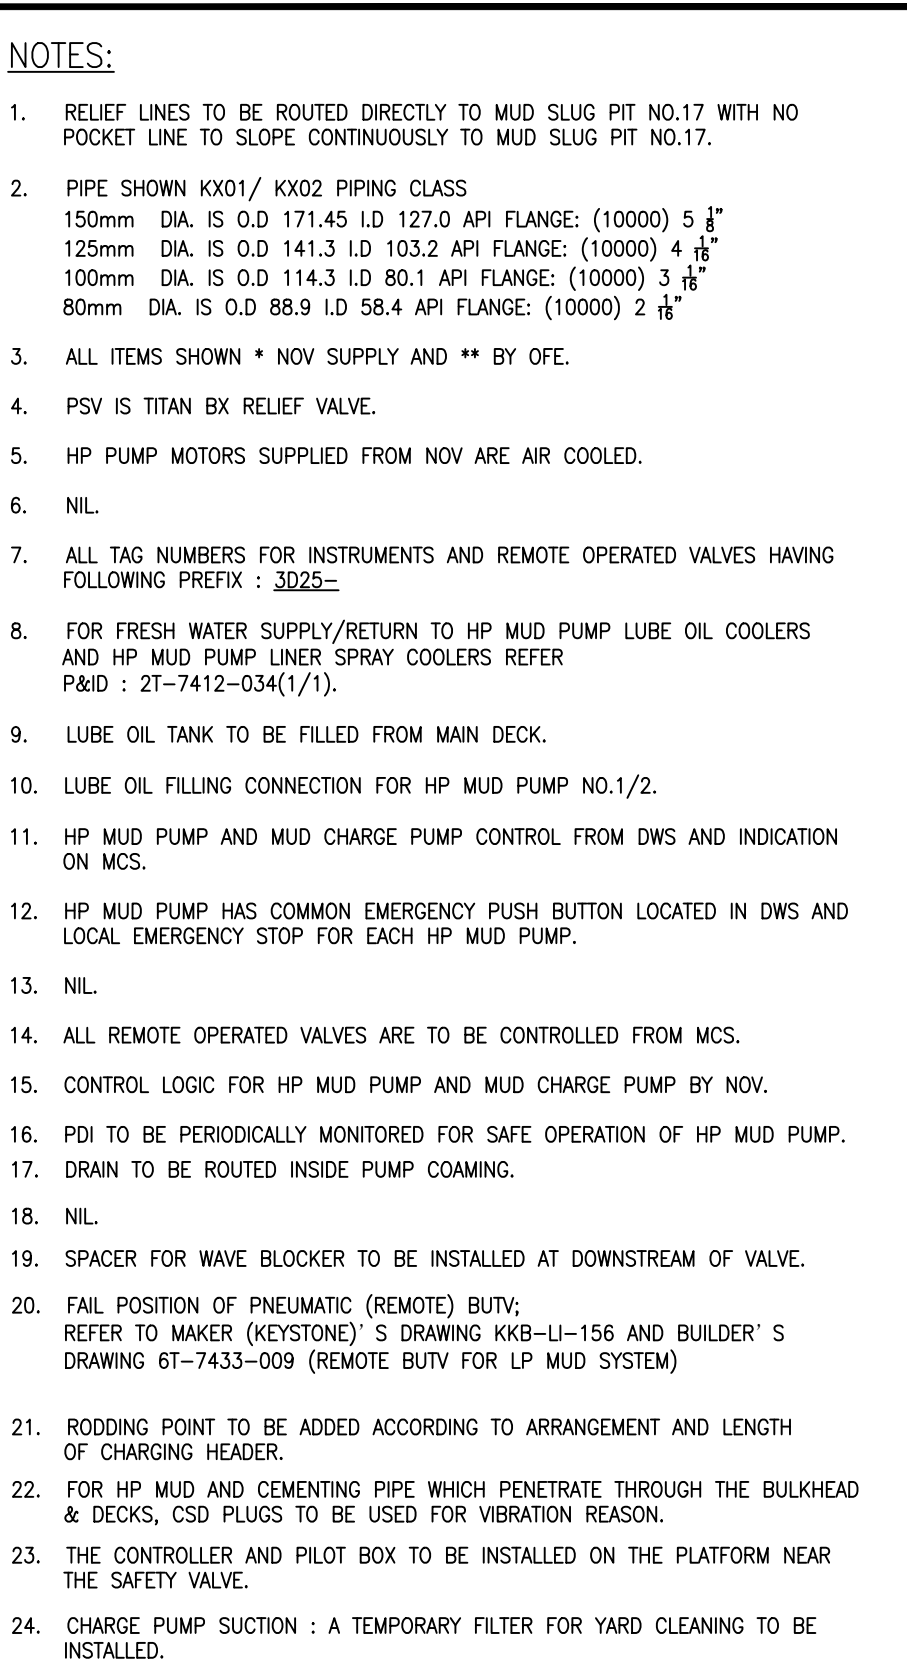 NOTES:
1. RELIEF LINES TO BE ROUTED DIRECTLY TO MUD SLUG PIT NO.17 WITH NO
POCKET LINE TO SLOPE CONTINUOUSLY TO MUD SLUG PIT NO.17.
2. PIPE SHOWN KX01/ KX02 PIPING CLASS
150mm DIA. IS O.D 171.45 I.D 127.0 API FLANGE: (10000) 5 1/8"
125mm DIA. IS O.D 141.3 I.D 103.2 API FLANGE: (10000) 4 1/16"
100mm DIA. IS O.D 114.3 I.D 80.1 API FLANGE: (10000) 3 1/16"
80mm DIA. IS O.D 88.9 I.D 58.4 API FLANGE: (10000) 2 1/16"
3. ALL ITEMS SHOWN * NOV SUPPLY AND ** BY OFE.
4. PSV IS TITAN BX RELIEF VALVE.
5. HP PUMP MOTORS SUPPLIED FROM NOV ARE AIR COOLED.
6. NIL.
7. ALL TAG NUMBERS FOR INSTRUMENTS AND REMOTE OPERATED VALVES HAVING
FOLLOWING PREFIX : 3D25-
8. FOR FRESH WATER SUPPLY/RETURN TO HP MUD PUMP LUBE OIL COOLERS
AND HP MUD PUMP LINER SPRAY COOLERS REFER
P&ID : 2T-7412-034(1/1).
9. LUBE OIL TANK TO BE FILLED FROM MAIN DECK.
10. LUBE OIL FILLING CONNECTION FOR HP MUD PUMP NO.1/2.
11. HP MUD PUMP AND MUD CHARGE PUMP CONTROL FROM DWS AND INDICATION
ON MCS.
12. HP MUD PUMP HAS COMMON EMERGENCY PUSH BUTTON LOCATED IN DWS AND
LOCAL EMERGENCY STOP FOR EACH HP MUD PUMP.
13. NIL.
14. ALL REMOTE OPERATED VALVES ARE TO BE CONTROLLED FROM MCS.
15. CONTROL LOGIC FOR HP MUD PUMP AND MUD CHARGE PUMP BY NOV.
16. PDI TO BE PERIODICALLY MONITORED FOR SAFE OPERATION OF HP MUD PUMP.
17. DRAIN TO BE ROUTED INSIDE PUMP COAMING.
18. NIL.
19. SPACER FOR WAVE BLOCKER TO BE INSTALLED AT DOWNSTREAM OF VALVE.
20. FAIL POSITION OF PNEUMATIC (REMOTE) BUTV;
REFER TO MAKER (KEYSTONE)' S DRAWING KKB-LI-156 AND BUILDER' S
DRAWING 6T-7433-009 (REMOTE BUTV FOR LP MUD SYSTEM)
21. RODDING POINT TO BE ADDED ACCORDING TO ARRANGEMENT AND LENGTH
OF CHARGING HEADER.
22. FOR HP MUD AND CEMENTING PIPE WHICH PENETRATE THROUGH THE BULKHEAD
& DECKS, CSD PLUGS TO BE USED FOR VIBRATION REASON.
23. THE CONTROLLER AND PILOT BOX TO BE INSTALLED ON THE PLATFORM NEAR
THE SAFETY VALVE.
24. CHARGE PUMP SUCTION : A TEMPORARY FILTER FOR YARD CLEANING TO BE
INSTALLED.